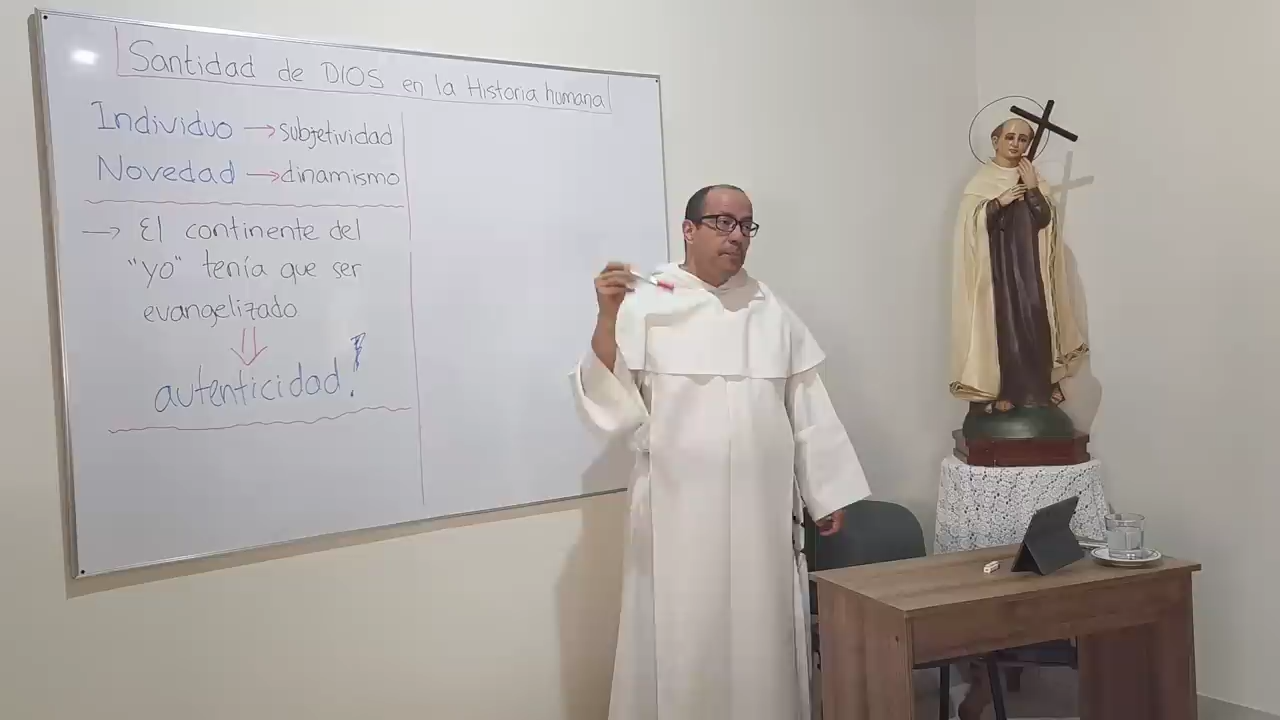 Santidad de DIOS en la Historia humana
Individuo → subjetividad
Novedad → dinamismo
→ El continente del
"yo" tenía que ser
evangelizado
⇓
autenticidad!